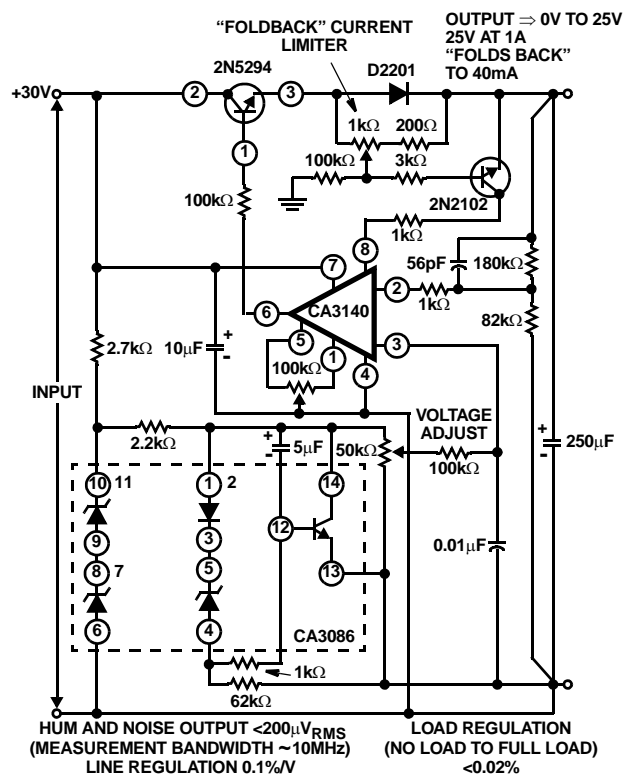 "FOLDBACK" CURRENT
LIMITER
OUTPUT ⇒ 0V TO 25V
25V AT 1A
"FOLDS BACK"
TO 40mA
2N5294
D2201
+30V
2
3
1
1kΩ
200Ω
100kΩ
3kΩ
2N2102
100kΩ
1kΩ
8
7
56pF
180kΩ
6
CA3140
2
1kΩ
82kΩ
5
1
3
4
2.7kΩ
10μF
+
-
100kΩ
INPUT
VOLTAGE
ADJUST
+
-
250μF
2.2kΩ
+
-
5μF
50kΩ
100kΩ
10
11
1
2
14
9
3
12
0.01μF
8
7
5
13
6
4
CA3086
1kΩ
62kΩ
HUM AND NOISE OUTPUT <200μVRMS
(MEASUREMENT BANDWIDTH ~10MHz)
LINE REGULATION 0.1%/V
LOAD REGULATION
(NO LOAD TO FULL LOAD)
<0.02%